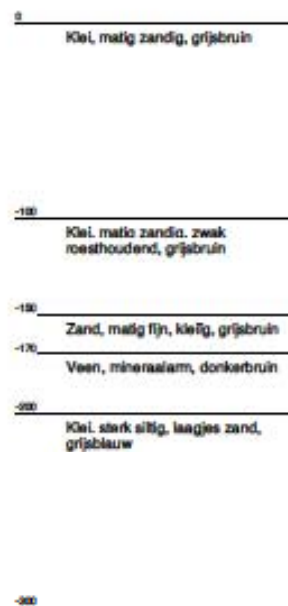 0
Klei, matig zandig, grijsbruin
-100
Klei, matig zandig, zwak
roesthoudend, grijsbruin
-150
Zand, matig fijn, kleiïg, grijsbruin
-170
Veen, mineraalarm, donkerbruin
-200
Klei, sterk siltig, laagjes zand,
grijsblauw
-300